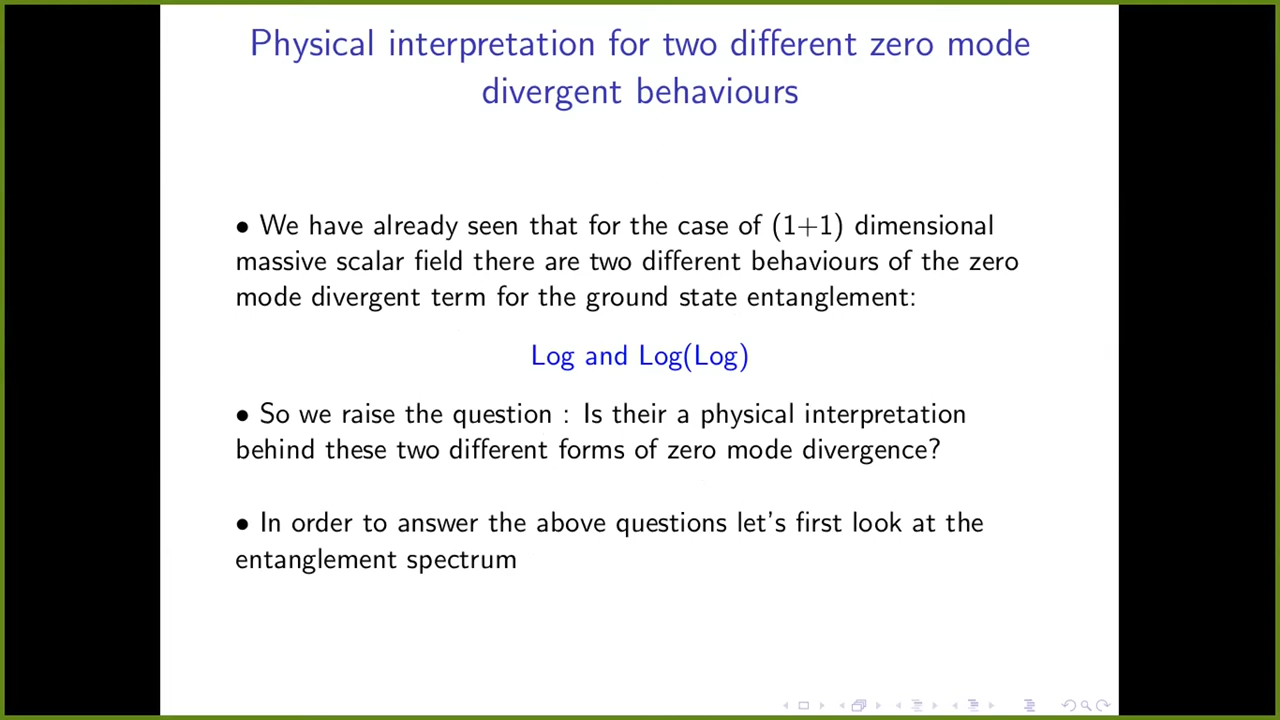 Physical interpretation for two different zero mode
divergent behaviours
• We have already seen that for the case of (1+1) dimensional
massive scalar field there are two different behaviours of the zero
mode divergent term for the ground state entanglement:
Log and Log(Log)
• So we raise the question : Is their a physical interpretation
behind these two different forms of zero mode divergence?
• In order to answer the above questions let's first look at the
entanglement spectrum